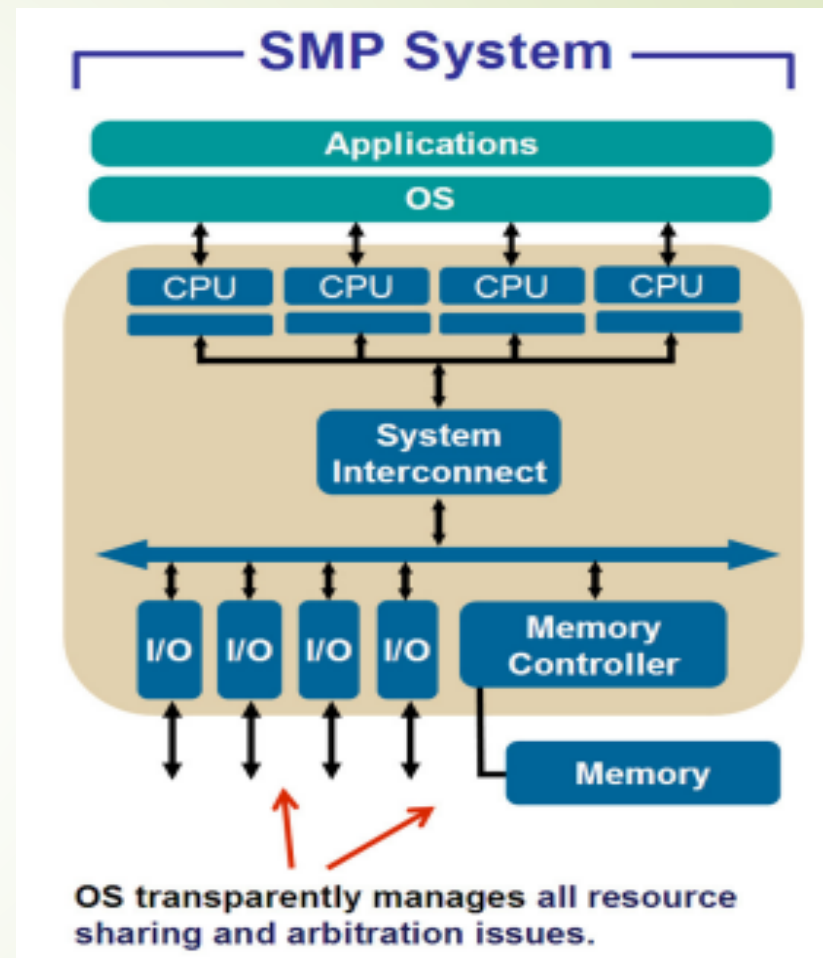 SMP System
Applications
OS
CPU CPU CPU CPU
System
Interconnect
I/O I/O I/O I/O
Memory
Controller
Memory
OS transparently manages all resource
sharing and arbitration issues.